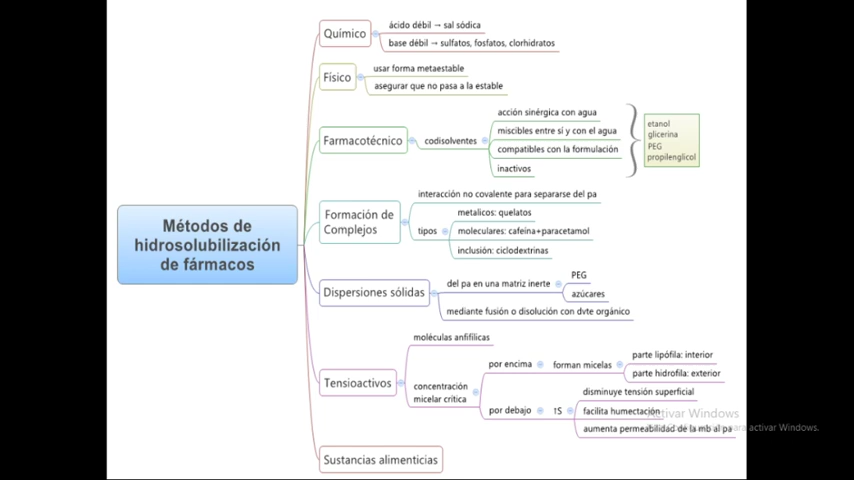 Métodos de
hidrosolubilización
de fármacos
Químico
ácido débil → sal sódica
base débil → sulfatos, fosfatos, clorhidratos
Físico
usar forma metaestable
asegurar que no pasa a la estable
Farmacotécnico
codisolventes
acción sinérgica con agua
miscibles entre sí y con el agua
compatibles con la formulación
inactivos
etanol
glicerina
PEG
propilenglicol
Formación de
Complejos
interacción no covalente para separarse del pa
tipos
metalicos: quelatos
moleculares: cafeína+paracetamol
inclusión: ciclodextrinas
Dispersiones sólidas
del pa en una matriz inerte
PEG
azúcares
mediante fusión o disolución con dvte orgánico
Tensioactivos
moléculas anfifílicas
concentración
micelar crítica
por encima
forman micelas
parte lipófila: interior
parte hidrofila: exterior
por debajo
↑S
disminuye tensión superficial
facilita humectación
aumenta permeabilidad de la mb al pa
Sustancias alimenticias
Activar Windows
para activar Windows.